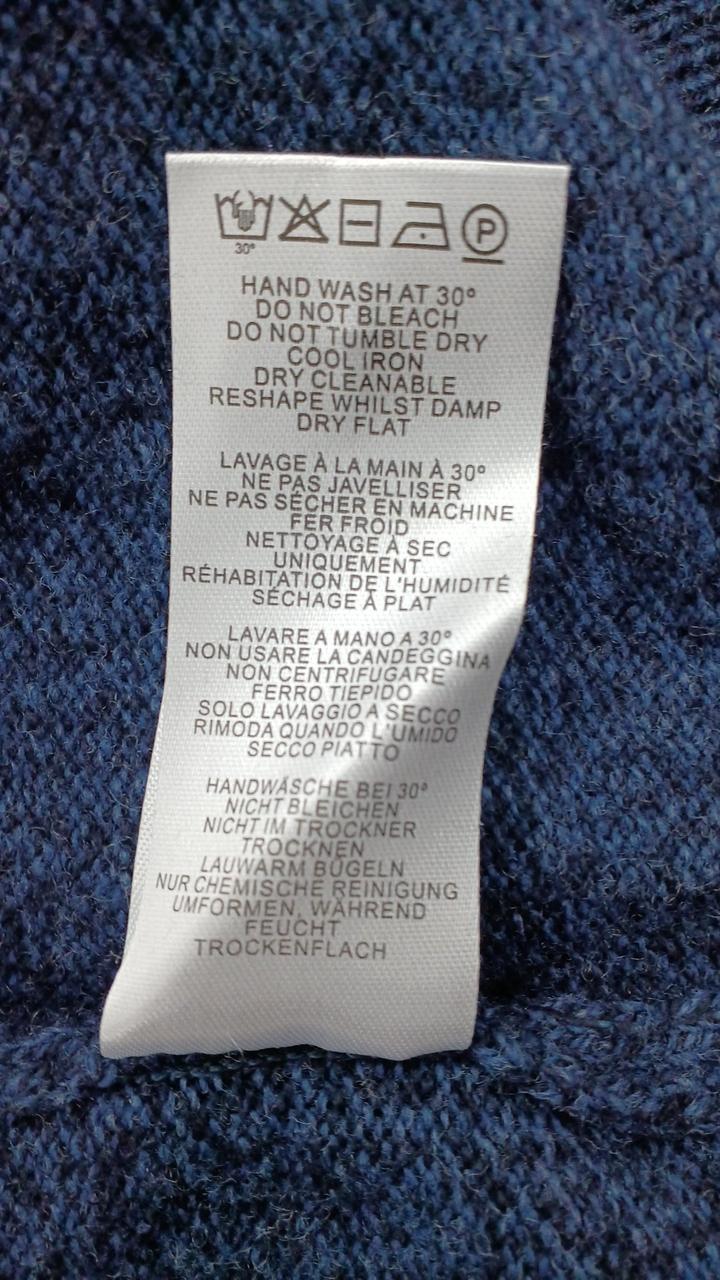 30°
P
HAND WASH AT 30°
DO NOT BLEACH
DO NOT TUMBLE DRY
COOL IRON
DRY CLEANABLE
RESHAPE WHILST DAMP
DRY FLAT
LAVAGE À LA MAIN À 30°
NE PAS JAVELLISER
NE PAS SÉCHER EN MACHINE
FER FROID
NETTOYAGE À SEC
UNIQUEMENT
RÉHABITATION DE L'HUMIDITÉ
SÉCHAGE À PLAT
LAVARE A MANO A 30°
NON USARE LA CANDEGGINA
NON CENTRIFUGARE
FERRO TIEPIDO
SOLO LAVAGGIO A SECCO
RIMODA QUANDO L'UMIDO
SECCO PIATTO
HANDWÄSCHE BEI 30°
NICHT BLEICHEN
NICHT IM TROCKNER
TROCKNEN
LAUWARM BÜGELN
NUR CHEMISCHE REINIGUNG
UMFORMEN, WÄHREND
FEUCHT
TROCKENFLACH